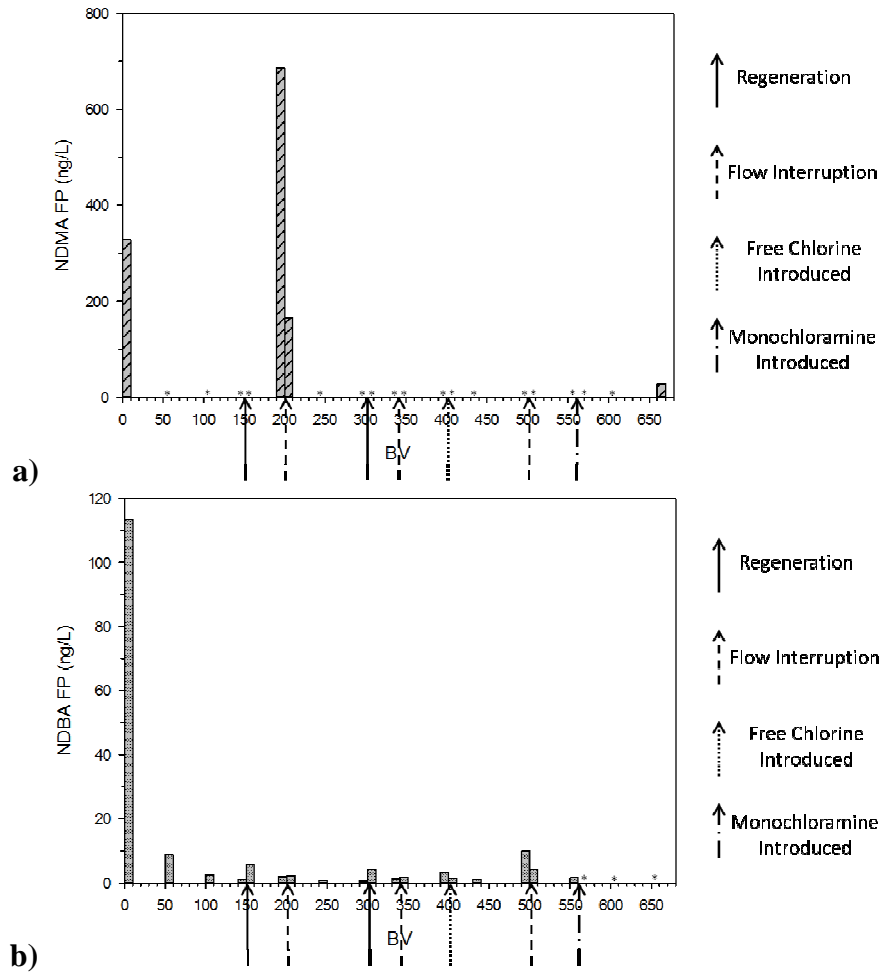 800
600
400
200
0
NDMA FP (ng/L)
* * * * * * * * * * * * * * * * * *
0 50 100 150 200 250 300 350 400 450 500 550 600 650
BV
Regeneration
Flow Interruption
Free Chlorine
Introduced
Monochloramine
Introduced
a)
120
100
80
60
40
20
0
NDBA FP (ng/L)
* * *
0 50 100 150 200 250 300 350 400 450 500 550 600 650
BV
Regeneration
Flow Interruption
Free Chlorine
Introduced
Monochloramine
Introduced
b)